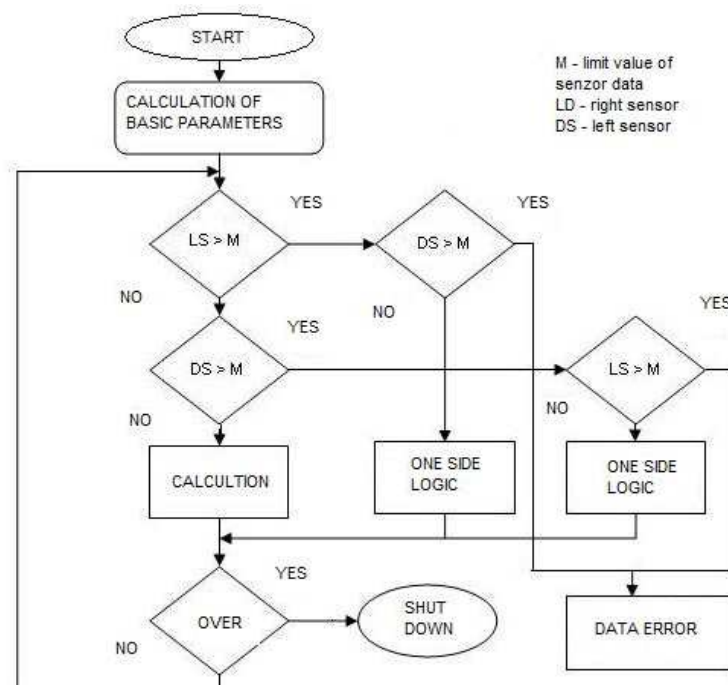 START
M - limit value of
senzor data
LD - right sensor
DS - left sensor
CALCULATION OF
BASIC PARAMETERS
YES
YES
LS > M
DS > M
NO
NO
YES
YES
DS > M
LS > M
NO
NO
CALCULTION
ONE SIDE
LOGIC
ONE SIDE
LOGIC
YES
OVER
SHUT
DOWN
DATA ERROR
NO